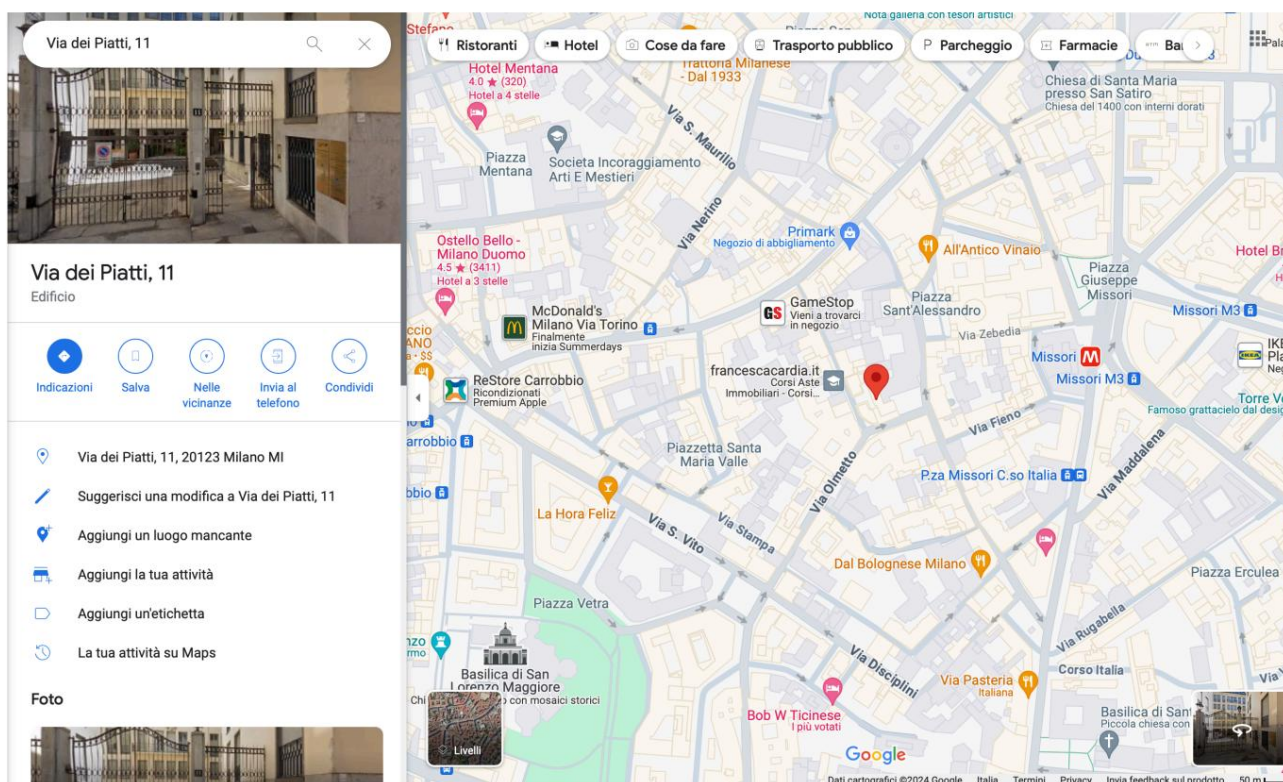 Via dei Piatti, 11
Via dei Piatti, 11
Edificio
Indicazioni
Salva
Nelle
vicinanze
Invia al
telefono
Condividi
Via dei Piatti, 11, 20123 Milano MI
Suggerisci una modifica a Via dei Piatti, 11
Aggiungi un luogo mancante
Aggiungi la tua attività
Aggiungi un'etichetta
La tua attività su Maps
Foto
Nota galleria con tesori artistici
Ristoranti
Hotel
Cose da fare
Trasporto pubblico
Parcheggio
Farmacie
Hotel Mentana
4.0 ★ (320)
Hotel a 4 stelle
Trattoria Milanese
- Dal 1933
Chiesa di Santa Maria
presso San Satiro
Chiesa del 1400 con interni dorati
Via S. Maurilio
Piazza
Mentana
Societa Incoraggiamento
Arti E Mestieri
Via Nerino
Primark
Negozio di abbigliamento
All'Antico Vinaio
Ostello Bello -
Milano Duomo
4.5 ★ (3411)
Hotel a 3 stelle
Hotel Br
Piazza
Giuseppe
Missori
McDonald's
Milano Via Torino
Finalmente
inizia Summerdays
GS
GameStop
Vieni a trovarci
in negozio
Piazza
Sant'Alessandro
Missori M3
Via Zebedia
Missori
Missori M3
IKEA
francescacardia.it
Corsi Aste
Immobiliari - Corsi...
ReStore Carrobbio
Ricondizionati
Premium Apple
Torre V
Famoso grattacielo dal desig
Via Fieno
arrobbio
Piazzetta Santa
Maria Valle
Via Olmetto
Via Maddalena
P.za Missori C.so Italia
bbio
La Hora Feliz
Via Stampa
Via S. Vito
Dal Bolognese Milano
Piazza Erculea
Piazza Vetra
Via Rugabella
Basilica di San
Lorenzo Maggiore
con mosaici storici
Via Disciplini
Corso Italia
Via Pasteria
Italiana
Bob W Ticinese
I più votati
Basilica di Sant
Piccola chiesa con
Livelli
Google
Dati cartografici ©2024 Google
Italia
Termini
Privacy
Invia feedback sul prodotto
50 m